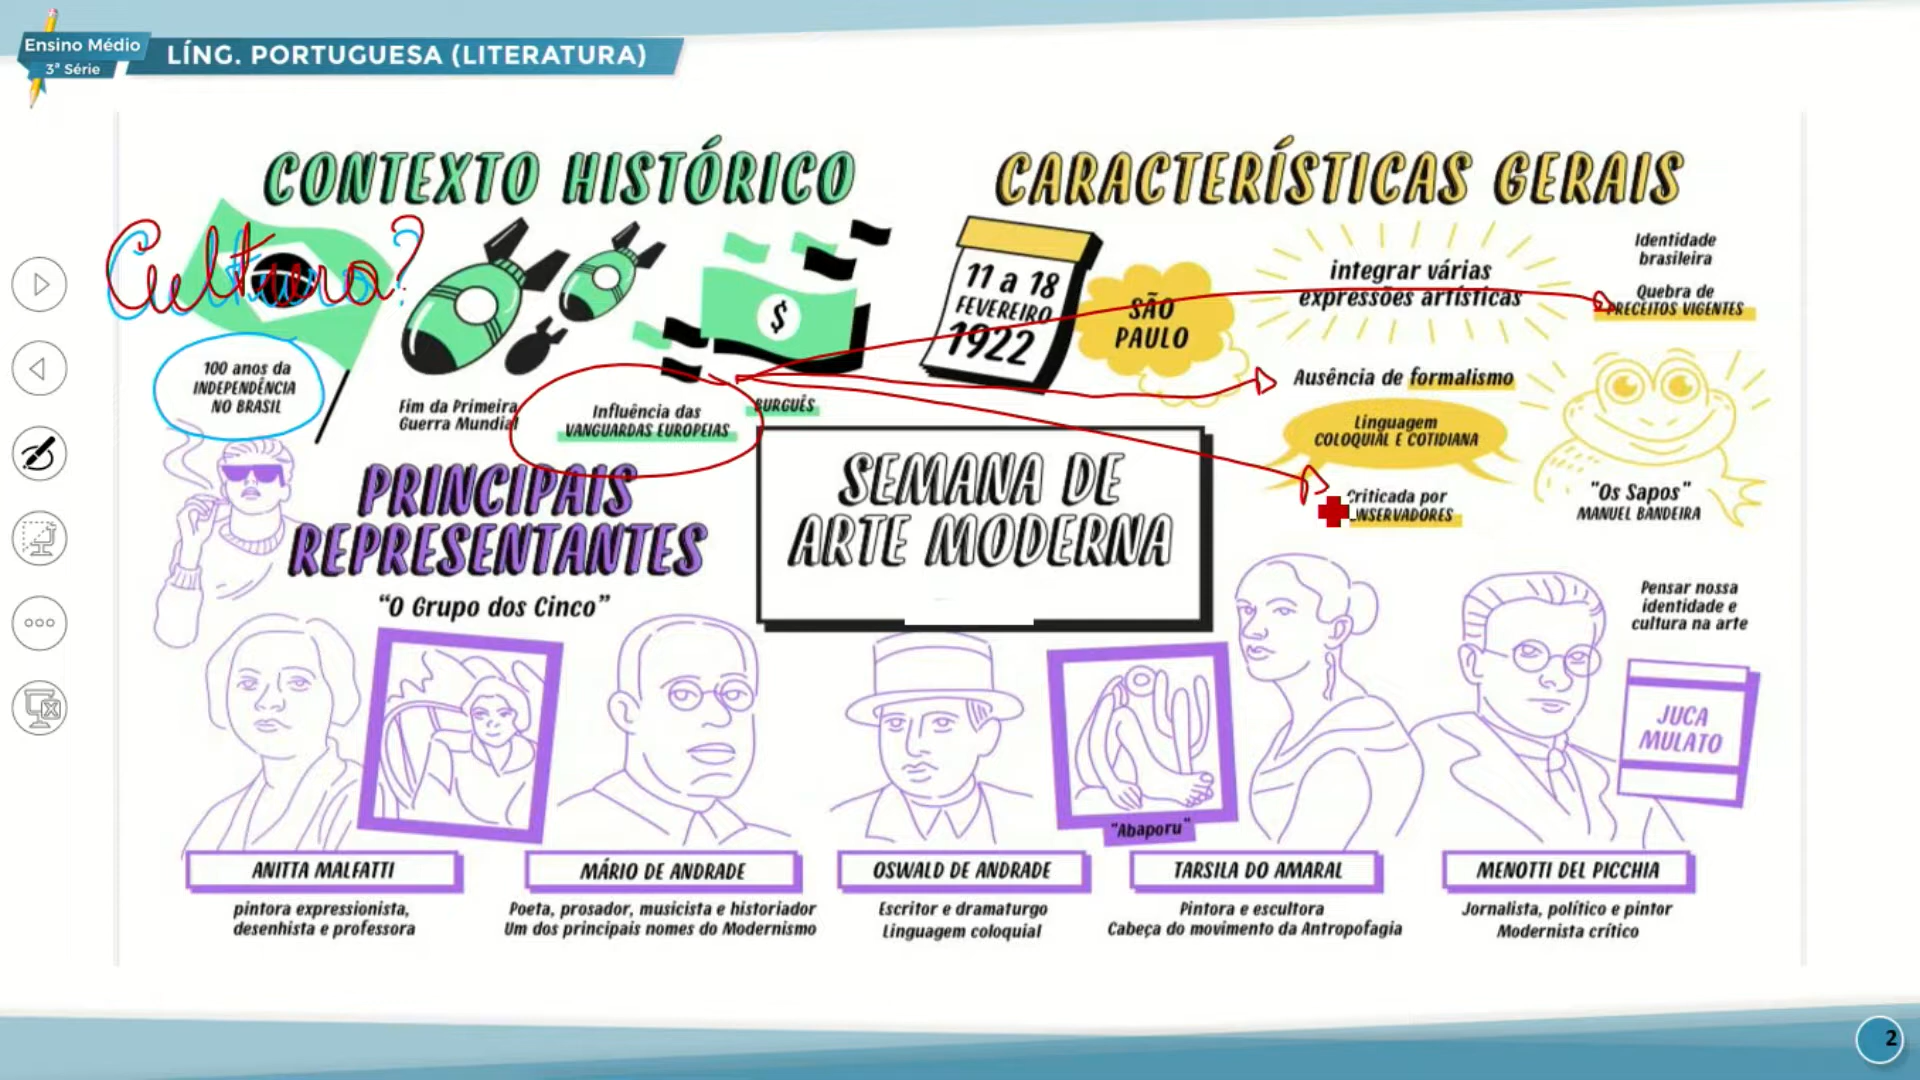 Ensino Médio
3ª Série
LÍNG. PORTUGUESA (LITERATURA)
CONTEXTO HISTÓRICO
Cultura?
100 anos da
INDEPENDÊNCIA
NO BRASIL
Fim da Primeira
Guerra Mundial
Influência das
VANGUARDAS EUROPEIAS
$
BURGUÊS
CARACTERÍSTICAS GERAIS
11 a 18
FEVEREIRO
1922
SÃO
PAULO
integrar várias
expressões artísticas
Identidade
brasileira
Quebra de
PRECEITOS VIGENTES
Ausência de formalismo
Linguagem
COLOQUIAL E COTIDIANA
Criticada por
"Os Sapos"
MANUEL BANDEIRA
SEMANA DE
ARTE MODERNA
PRINCIPAIS
REPRESENTANTES
“O Grupo dos Cinco”
Pensar nossa
identidade e
cultura na arte
JUCA
MULATO
"Abaporu"
ANITTA MALFATTI
pintora expressionista,
desenhista e professora
MÁRIO DE ANDRADE
Poeta, prosador, musicista e historiador
Um dos principais nomes do Modernismo
OSWALD DE ANDRADE
Escritor e dramaturgo
Linguagem coloquial
TARSILA DO AMARAL
Pintora e escultora
Cabeça do movimento da Antropofagia
MENOTTI DEL PICCHIA
Jornalista, político e pintor
Modernista crítico
2